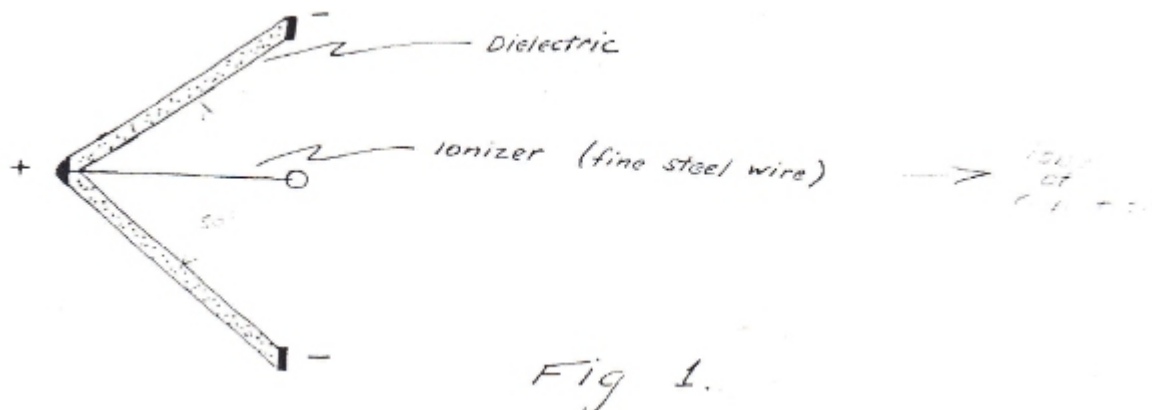 -
Dielectric
+
Ionizer (fine steel wire)
-
Fig 1.